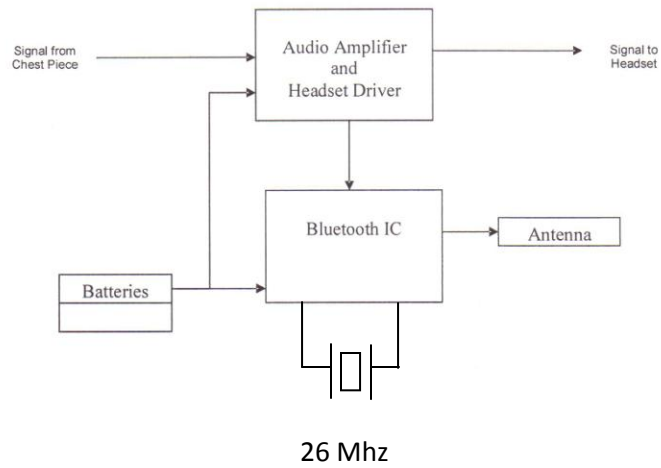 Signal from
Chest Piece
Audio Amplifier
and
Headset Driver
Signal to
Headset
Bluetooth IC
Antenna
Batteries
26 Mhz